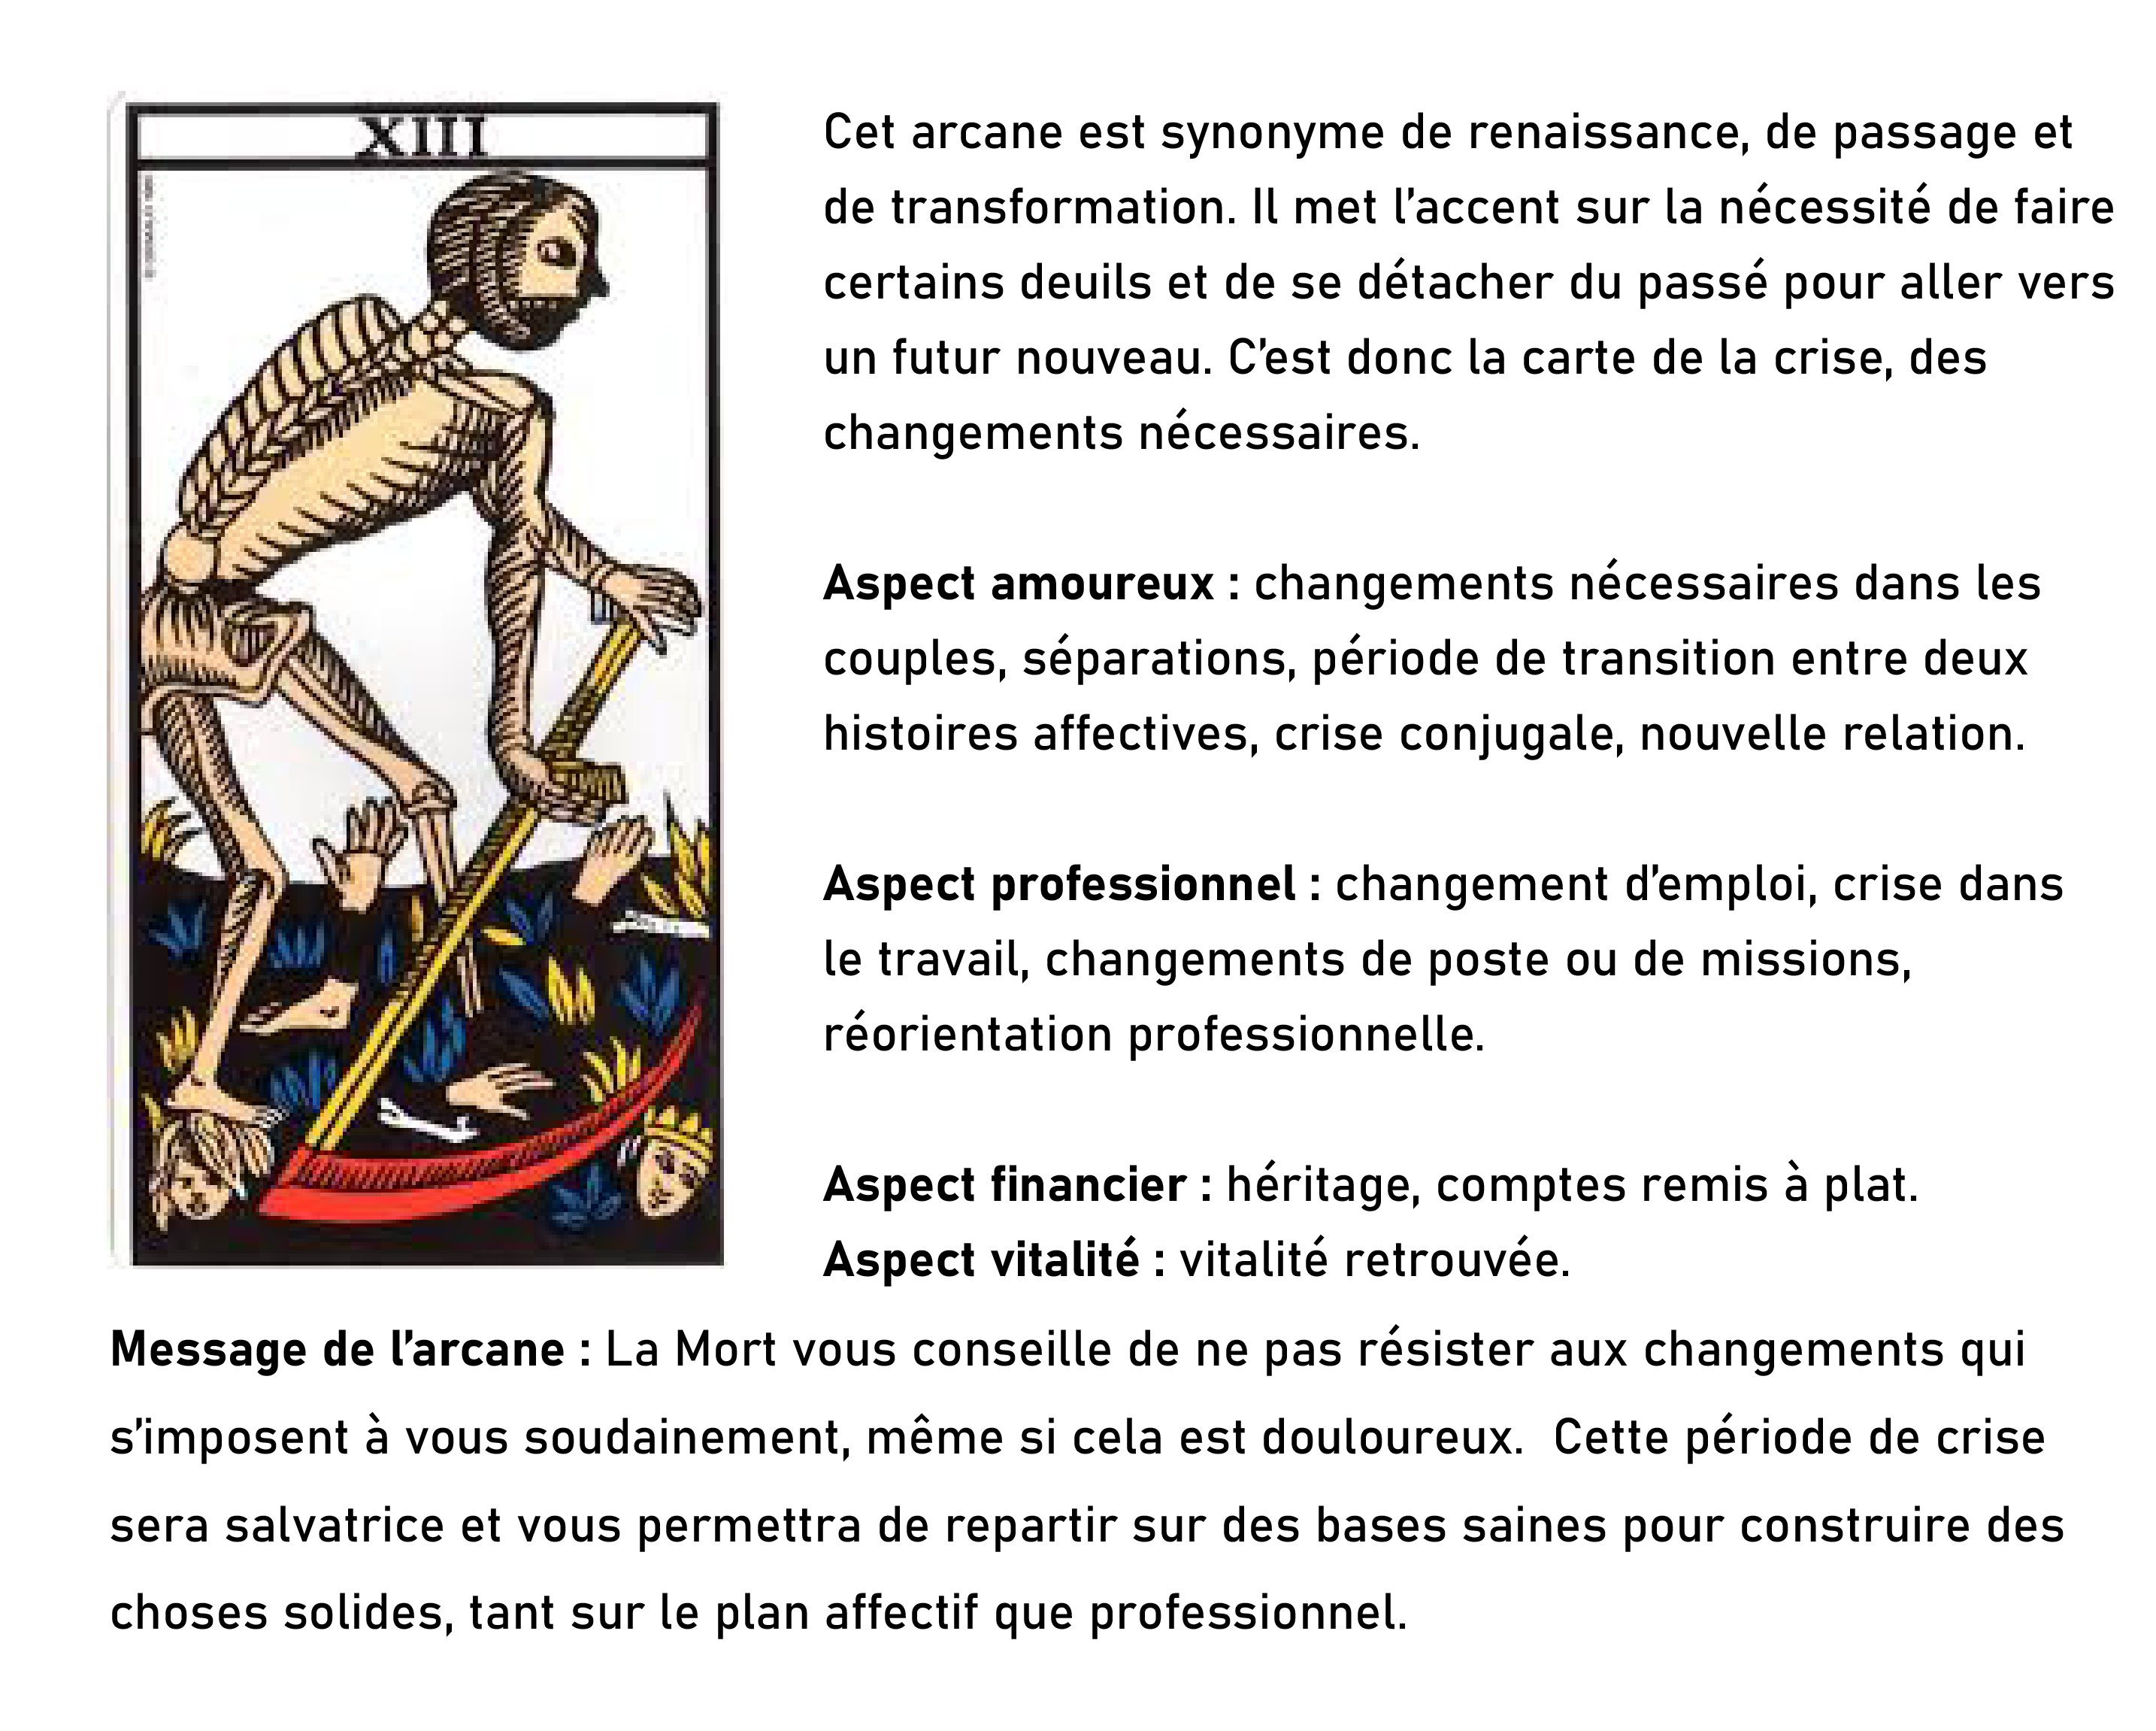 XIII
Cet arcane est synonyme de renaissance, de passage et
de transformation. Il met l’accent sur la nécessité de faire
certains deuils et de se détacher du passé pour aller vers
un futur nouveau. C’est donc la carte de la crise, des
changements nécessaires.
Aspect amoureux : changements nécessaires dans les
couples, séparations, période de transition entre deux
histoires affectives, crise conjugale, nouvelle relation.
Aspect professionnel : changement d’emploi, crise dans
le travail, changements de poste ou de missions,
réorientation professionnelle.
Aspect financier : héritage, comptes remis à plat.
Aspect vitalité : vitalité retrouvée.
Message de l’arcane : La Mort vous conseille de ne pas résister aux changements qui
s’imposent à vous soudainement, même si cela est douloureux.  Cette période de crise
sera salvatrice et vous permettra de repartir sur des bases saines pour construire des
choses solides, tant sur le plan affectif que professionnel.